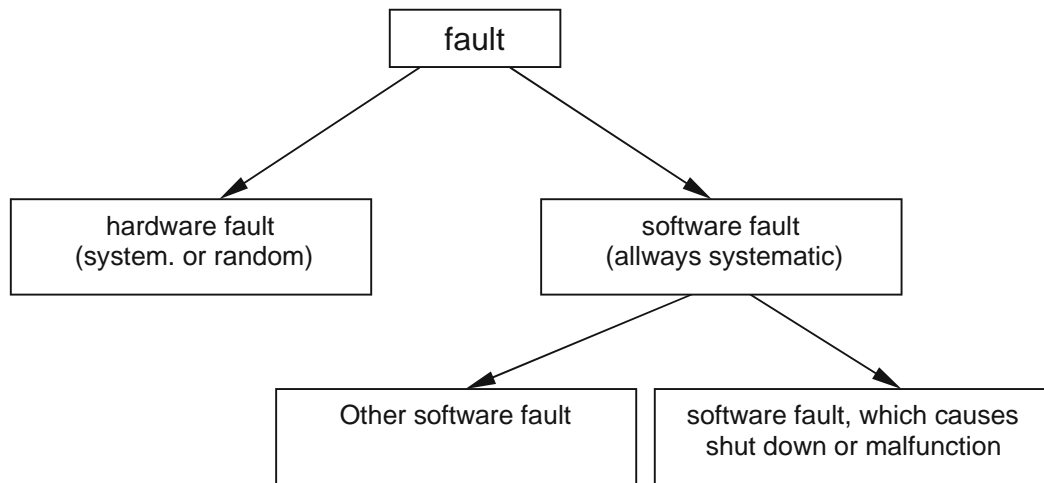 fault
hardware fault
(system. or random)
software fault
(allways systematic)
Other software fault
software fault, which causes
shut down or malfunction